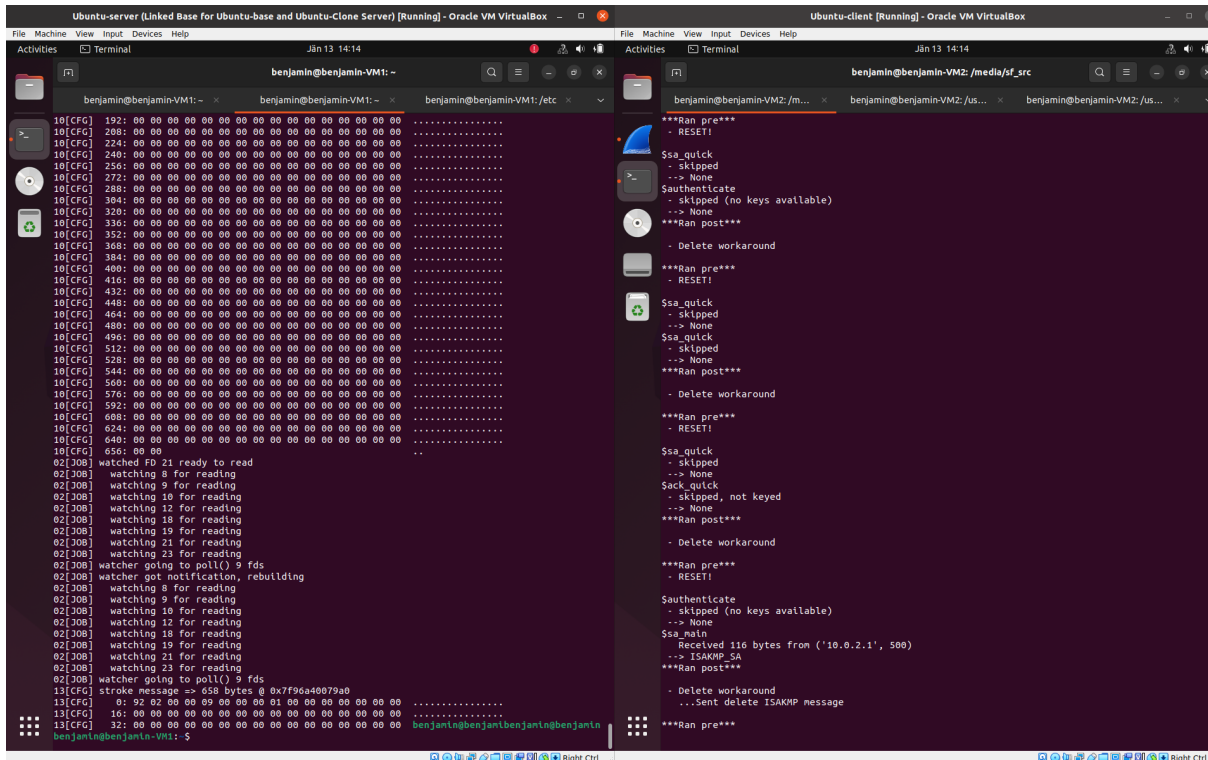 Ubuntu-server (Linked Base for Ubuntu-base and Ubuntu-Clone Server) [Running] - Oracle VM VirtualBox
File Machine View Input Devices Help
Activities Terminal Jän 13 14:14
benjamin@benjamin-VM1: ~
benjamin@benjamin-VM1: ~ benjamin@benjamin-VM1: ~ benjamin@benjamin-VM1: /etc
10[CFG] 192: 00 00 00 00 00 00 00 00 00 00 00 00 00 00 00 00 ................
10[CFG] 208: 00 00 00 00 00 00 00 00 00 00 00 00 00 00 00 00 ................
10[CFG] 224: 00 00 00 00 00 00 00 00 00 00 00 00 00 00 00 00 ................
10[CFG] 240: 00 00 00 00 00 00 00 00 00 00 00 00 00 00 00 00 ................
10[CFG] 256: 00 00 00 00 00 00 00 00 00 00 00 00 00 00 00 00 ................
10[CFG] 272: 00 00 00 00 00 00 00 00 00 00 00 00 00 00 00 00 ................
10[CFG] 288: 00 00 00 00 00 00 00 00 00 00 00 00 00 00 00 00 ................
10[CFG] 304: 00 00 00 00 00 00 00 00 00 00 00 00 00 00 00 00 ................
10[CFG] 320: 00 00 00 00 00 00 00 00 00 00 00 00 00 00 00 00 ................
10[CFG] 336: 00 00 00 00 00 00 00 00 00 00 00 00 00 00 00 00 ................
10[CFG] 352: 00 00 00 00 00 00 00 00 00 00 00 00 00 00 00 00 ................
10[CFG] 368: 00 00 00 00 00 00 00 00 00 00 00 00 00 00 00 00 ................
10[CFG] 384: 00 00 00 00 00 00 00 00 00 00 00 00 00 00 00 00 ................
10[CFG] 400: 00 00 00 00 00 00 00 00 00 00 00 00 00 00 00 00 ................
10[CFG] 416: 00 00 00 00 00 00 00 00 00 00 00 00 00 00 00 00 ................
10[CFG] 432: 00 00 00 00 00 00 00 00 00 00 00 00 00 00 00 00 ................
10[CFG] 448: 00 00 00 00 00 00 00 00 00 00 00 00 00 00 00 00 ................
10[CFG] 464: 00 00 00 00 00 00 00 00 00 00 00 00 00 00 00 00 ................
10[CFG] 480: 00 00 00 00 00 00 00 00 00 00 00 00 00 00 00 00 ................
10[CFG] 496: 00 00 00 00 00 00 00 00 00 00 00 00 00 00 00 00 ................
10[CFG] 512: 00 00 00 00 00 00 00 00 00 00 00 00 00 00 00 00 ................
10[CFG] 528: 00 00 00 00 00 00 00 00 00 00 00 00 00 00 00 00 ................
10[CFG] 544: 00 00 00 00 00 00 00 00 00 00 00 00 00 00 00 00 ................
10[CFG] 560: 00 00 00 00 00 00 00 00 00 00 00 00 00 00 00 00 ................
10[CFG] 576: 00 00 00 00 00 00 00 00 00 00 00 00 00 00 00 00 ................
10[CFG] 592: 00 00 00 00 00 00 00 00 00 00 00 00 00 00 00 00 ................
10[CFG] 608: 00 00 00 00 00 00 00 00 00 00 00 00 00 00 00 00 ................
10[CFG] 624: 00 00 00 00 00 00 00 00 00 00 00 00 00 00 00 00 ................
10[CFG] 640: 00 00 00 00 00 00 00 00 00 00 00 00 00 00 00 00 ................
10[CFG] 656: 00 00 ..
02[JOB] watched FD 21 ready to read
02[JOB] watching 8 for reading
02[JOB] watching 9 for reading
02[JOB] watching 10 for reading
02[JOB] watching 12 for reading
02[JOB] watching 18 for reading
02[JOB] watching 19 for reading
02[JOB] watching 21 for reading
02[JOB] watching 23 for reading
02[JOB] watcher going to poll() 9 fds
02[JOB] watcher got notification, rebuilding
02[JOB] watching 8 for reading
02[JOB] watching 9 for reading
02[JOB] watching 10 for reading
02[JOB] watching 12 for reading
02[JOB] watching 18 for reading
02[JOB] watching 19 for reading
02[JOB] watching 21 for reading
02[JOB] watching 23 for reading
02[JOB] watcher going to poll() 9 fds
13[CFG] stroke message => 658 bytes @ 0x7f96a40079a0
13[CFG] 0: 92 02 00 00 09 00 00 00 01 00 00 00 00 00 00 00 ................
13[CFG] 16: 00 00 00 00 00 00 00 00 00 00 00 00 00 00 00 00 ................
13[CFG] 32: 00 00 00 00 00 00 00 00 00 00 00 00 00 00 00 00 benjamin@benjamibenjamin@benjamin
benjamin@benjamin-VM1:~$
Right Ctrl
Ubuntu-client [Running] - Oracle VM VirtualBox
File Machine View Input Devices Help
Activities Terminal Jän 13 14:14
benjamin@benjamin-VM2: /media/sf_src
benjamin@benjamin-VM2: /m... benjamin@benjamin-VM2: /us... benjamin@benjamin-VM2: /us...
***Ran pre***
- RESET!
$sa_quick
- skipped
--> None
$authenticate
- skipped (no keys available)
--> None
***Ran post***
- Delete workaround
***Ran pre***
- RESET!
$sa_quick
- skipped
--> None
$sa_quick
- skipped
--> None
***Ran post***
- Delete workaround
***Ran pre***
- RESET!
$sa_quick
- skipped
--> None
$ack_quick
- skipped, not keyed
--> None
***Ran post***
- Delete workaround
***Ran pre***
- RESET!
$authenticate
- skipped (no keys available)
--> None
$sa_main
Received 116 bytes from ('10.0.2.1', 500)
--> ISAKMP_SA
***Ran post***
- Delete workaround
...Sent delete ISAKMP message
***Ran pre***
Right Ctrl